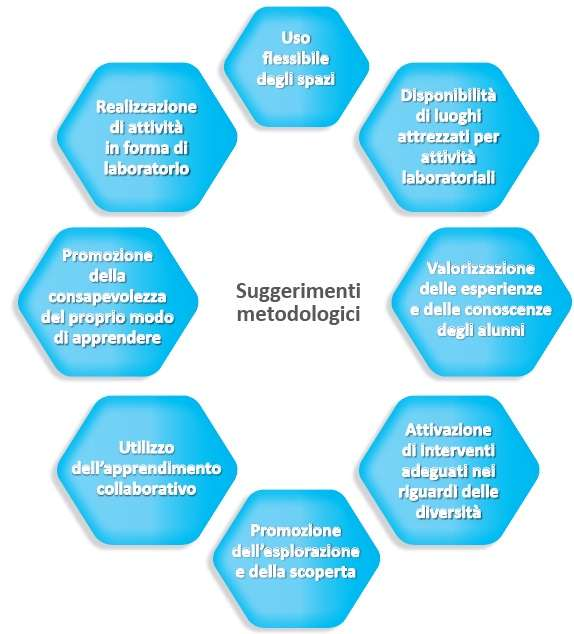 Uso
flessibile
degli spazi
Disponibilità
di luoghi
attrezzati per
attività
laboratoriali
Valorizzazione
delle esperienze
e delle conoscenze
degli alunni
Attivazione
di interventi
adeguati nei
riguardi delle
diversità
Promozione
dell’esplorazione
e della scoperta
Utilizzo
dell’apprendimento
collaborativo
Promozione
della
consapevolezza
del proprio modo
di apprendere
Realizzazione
di attività
in forma di
laboratorio
Suggerimenti
metodologici